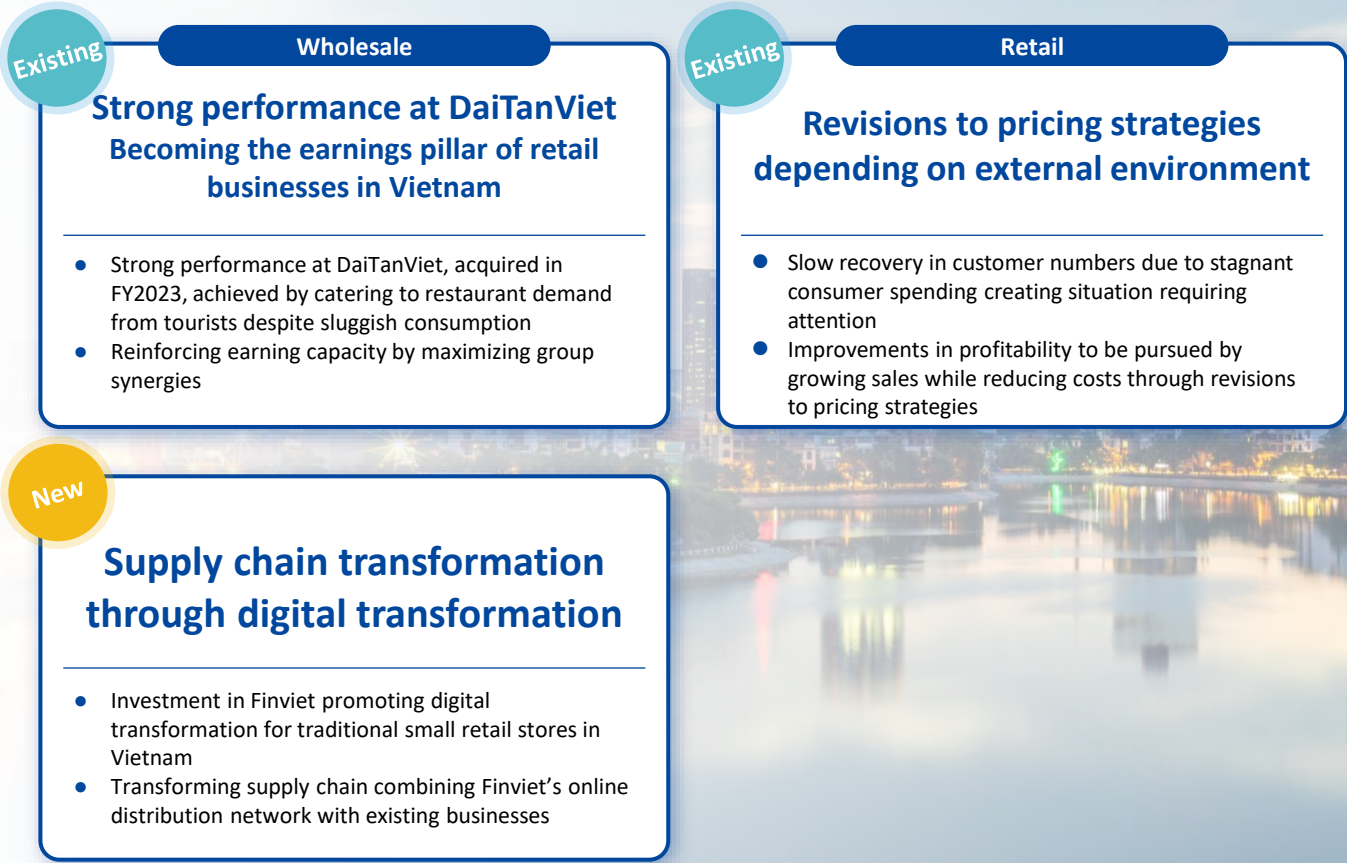 Existing
Wholesale
Strong performance at DaiTanViet
Becoming the earnings pillar of retail
businesses in Vietnam
● Strong performance at DaiTanViet, acquired in
FY2023, achieved by catering to restaurant demand
from tourists despite sluggish consumption
● Reinforcing earning capacity by maximizing group
synergies
Existing
Retail
Revisions to pricing strategies
depending on external environment
● Slow recovery in customer numbers due to stagnant
consumer spending creating situation requiring
attention
● Improvements in profitability to be pursued by
growing sales while reducing costs through revisions
to pricing strategies
New
Supply chain transformation
through digital transformation
● Investment in Finviet promoting digital
transformation for traditional small retail stores in
Vietnam
● Transforming supply chain combining Finviet’s online
distribution network with existing businesses